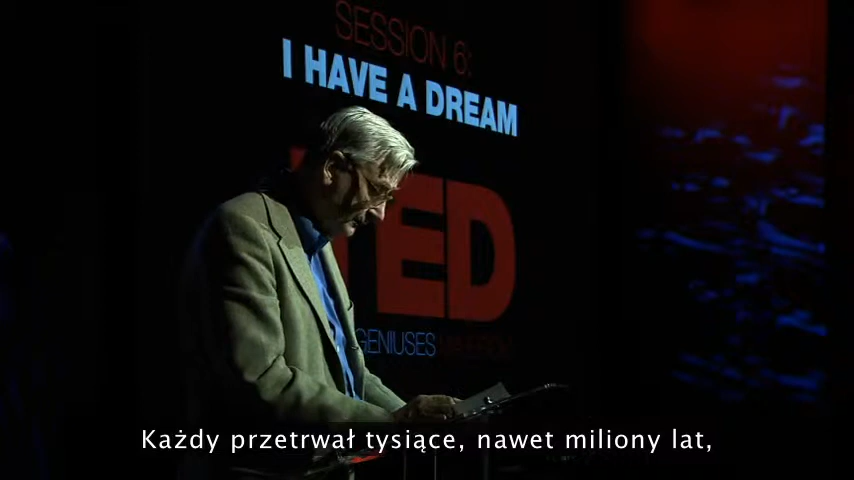 SESSION 6:
I HAVE A DREAM
TED
GENIUSES
Każdy przetrwał tysiące, nawet miliony lat,